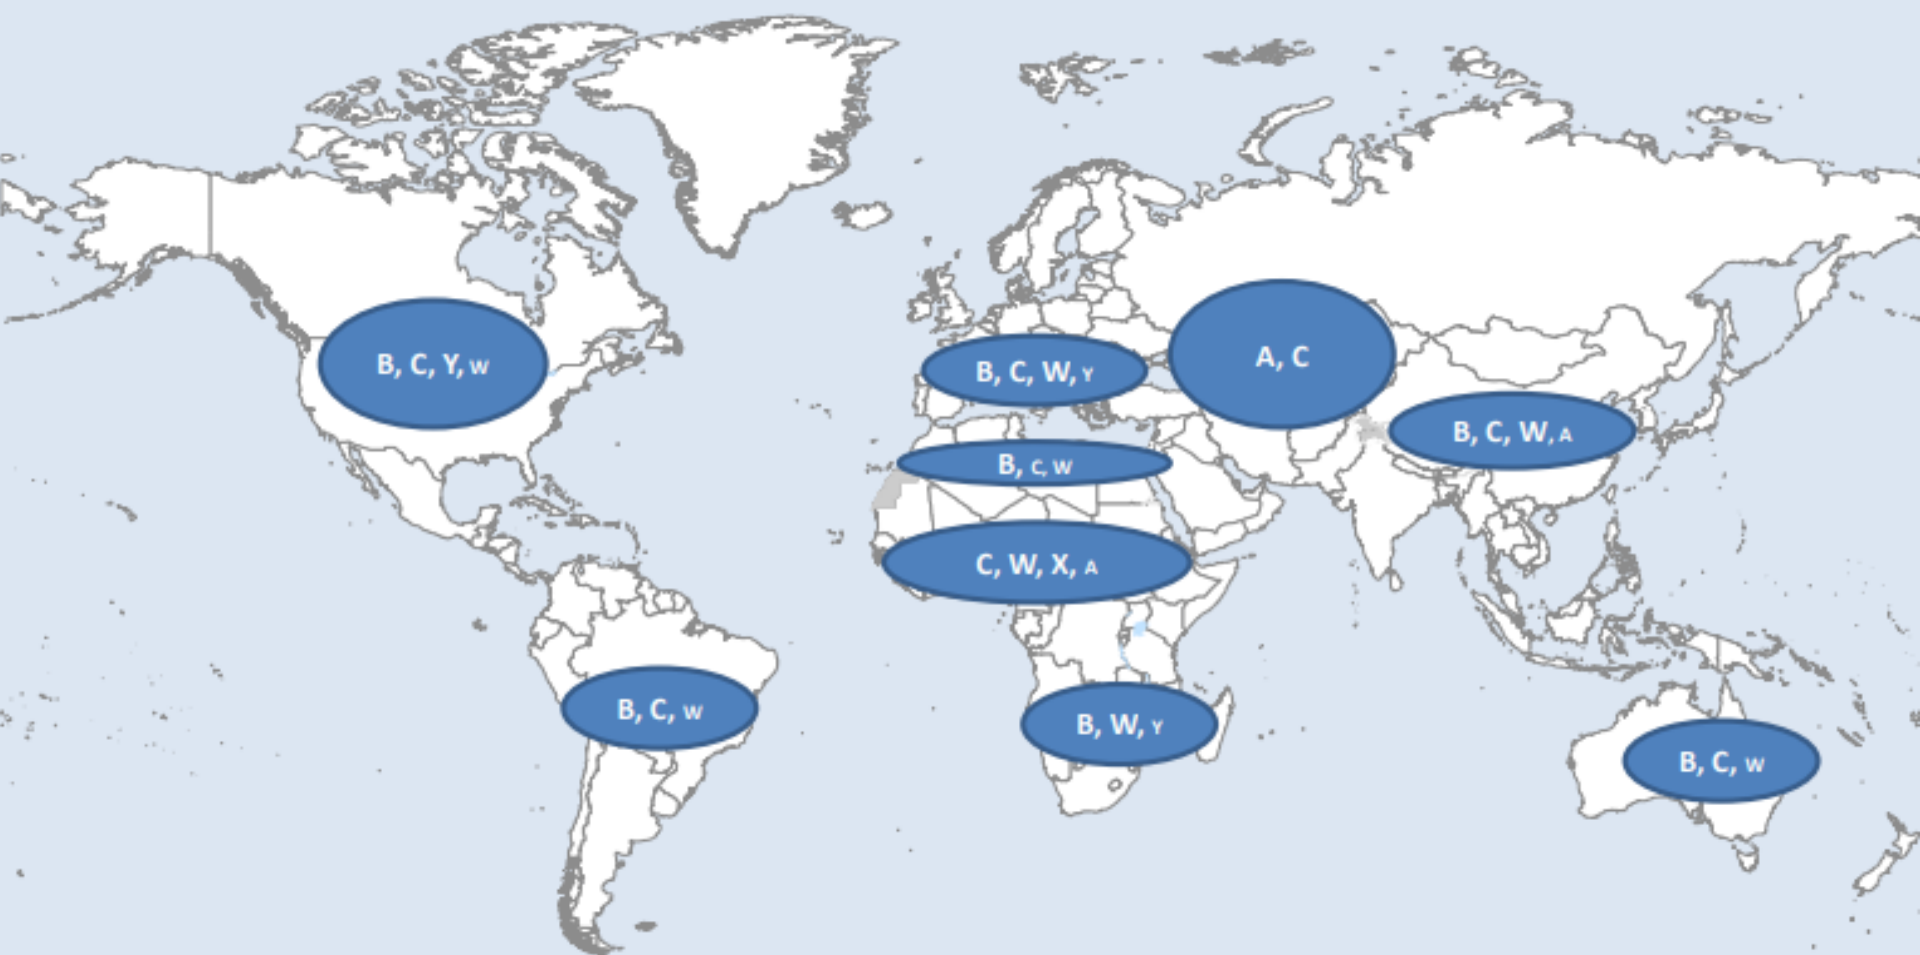 B, C, Y, W
B, C, W, Y
A, C
B, C, W, A
B, C, W
C, W, X, A
B, C, W
B, W, Y
B, C, W